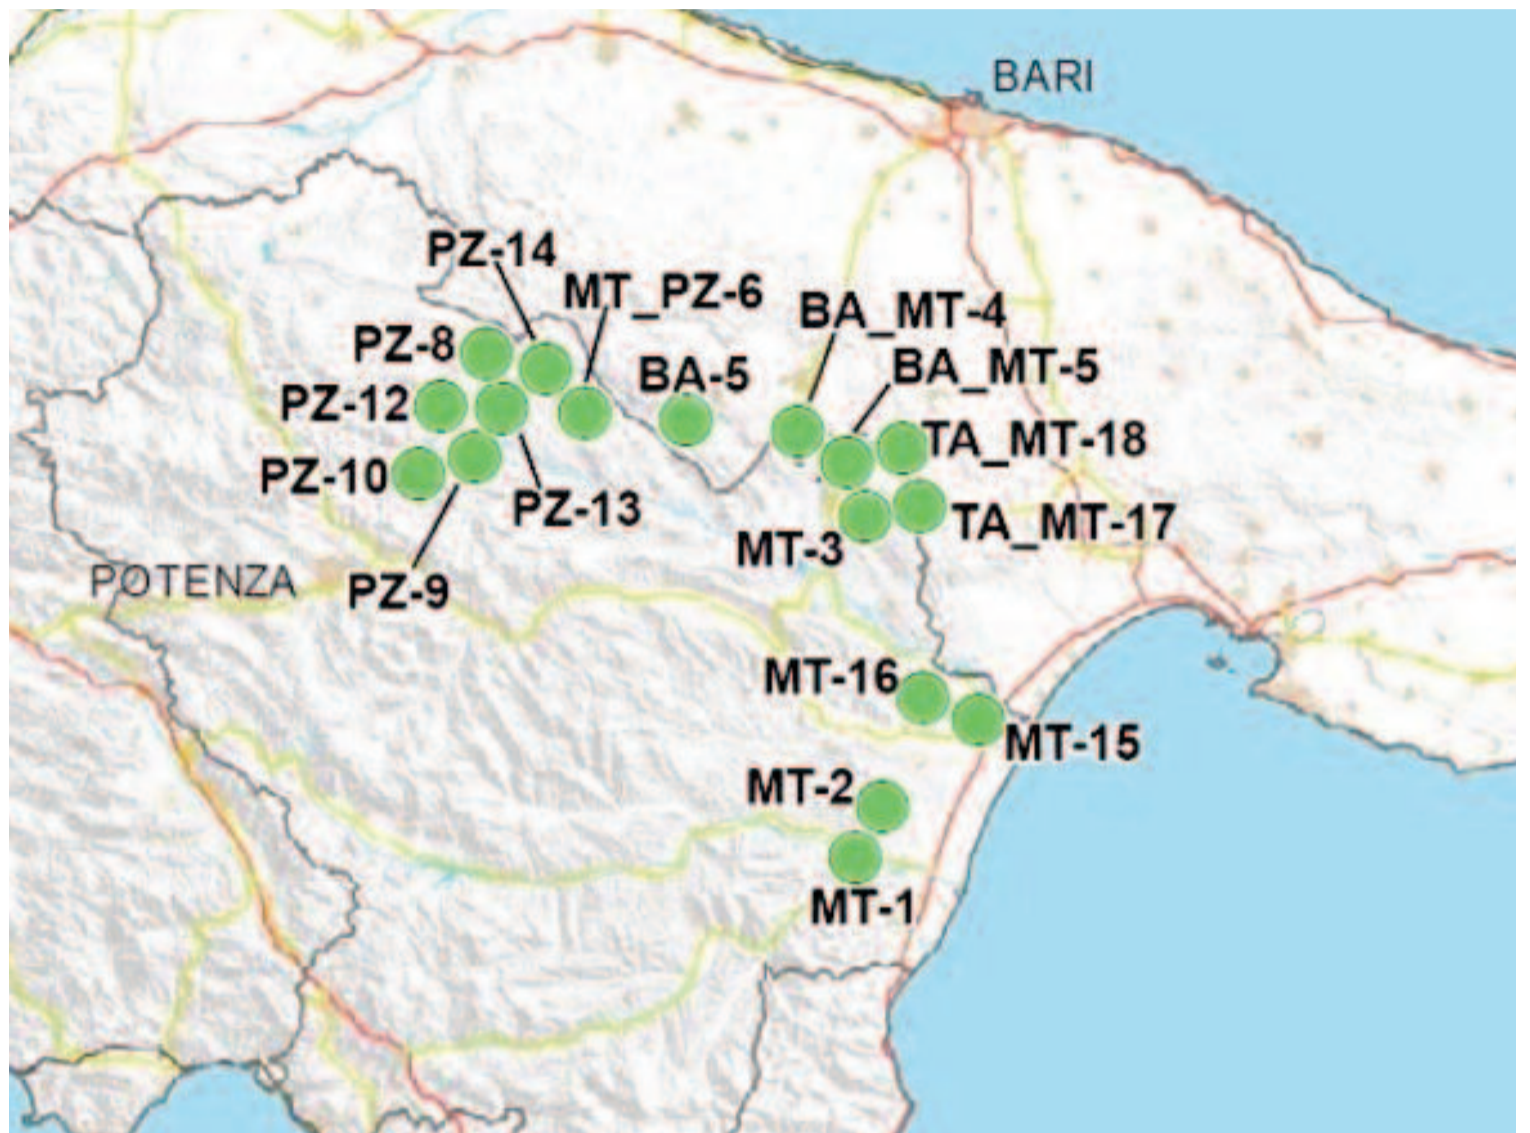 BARI
PZ-14
MT_PZ-6
BA_MT-4
PZ-8
BA-5
BA_MT-5
PZ-12
TA_MT-18
PZ-10
PZ-13
TA_MT-17
MT-3
POTENZA
PZ-9
MT-16
MT-15
MT-2
MT-1